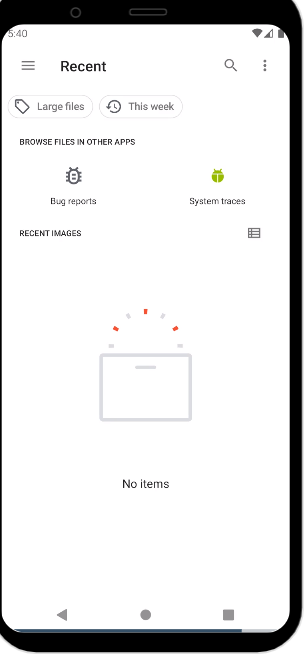 5:40
Recent
Large files
This week
BROWSE FILES IN OTHER APPS
Bug reports
System traces
RECENT IMAGES
No items